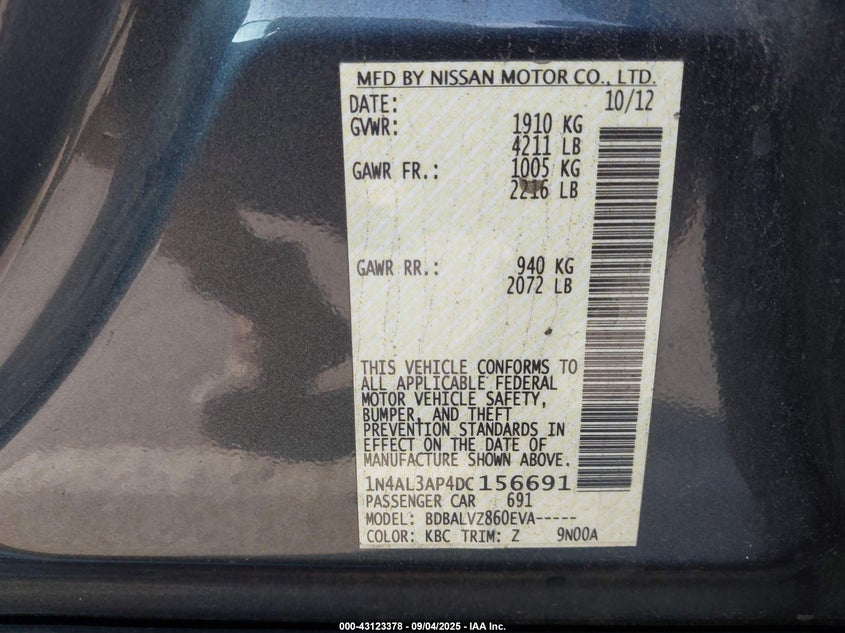 MFD BY NISSAN MOTOR CO., LTD.
DATE: 10/12
GVWR: 1910 KG
4211 LB
GAWR FR.: 1005 KG
2216 LB
GAWR RR.: 940 KG
2072 LB
THIS VEHICLE CONFORMS TO
ALL APPLICABLE FEDERAL
MOTOR VEHICLE SAFETY,
BUMPER, AND THEFT
PREVENTION STANDARDS IN
EFFECT ON THE DATE OF
MANUFACTURE SHOWN ABOVE.
1N4AL3AP4DC156691
PASSENGER CAR 691
MODEL: BDBALVZ860EVA-----
COLOR: KBC TRIM: Z 9N00A
000-43123378 - 09/04/2025 - IAA Inc.